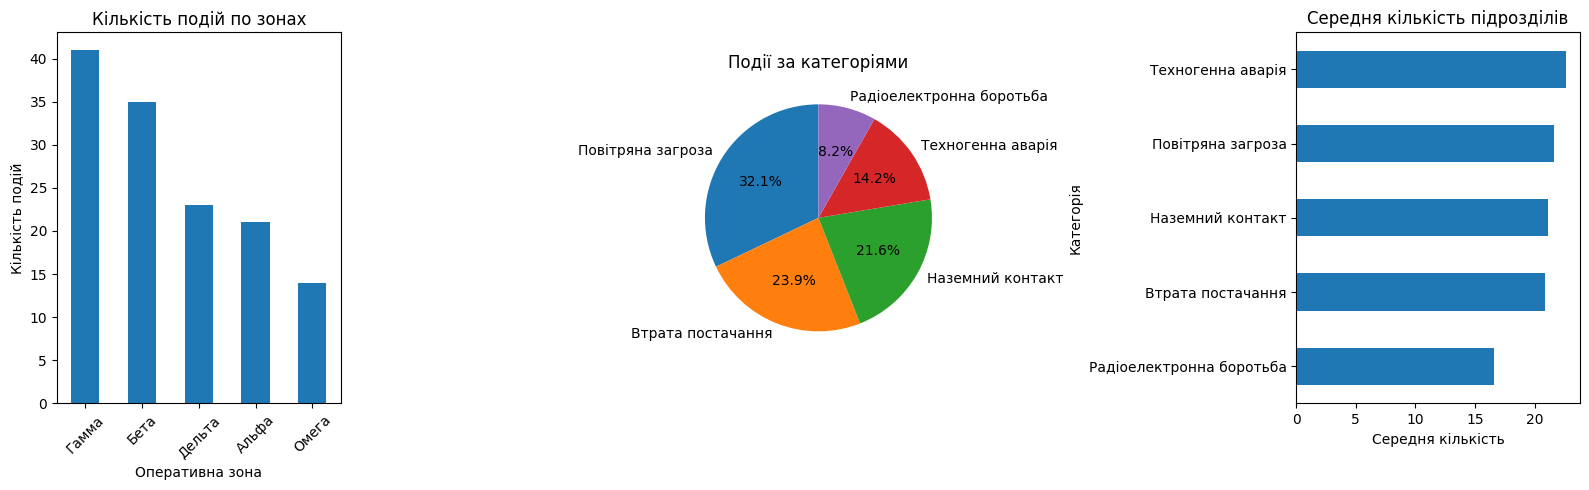 Кількість подій по зонах
Кількість подій
40
35
30
25
20
15
10
5
0
Гамма
Бета
Дельта
Альфа
Омега
Оперативна зона
Події за категоріями
Радіоелектронна боротьба
8.2%
Повітряна загроза
32.1%
Техногенна аварія
14.2%
Втрата постачання
23.9%
Наземний контакт
21.6%
Середня кількість підрозділів
Категорія
Техногенна аварія
Повітряна загроза
Наземний контакт
Втрата постачання
Радіоелектронна боротьба
0 5 10 15 20
Середня кількість